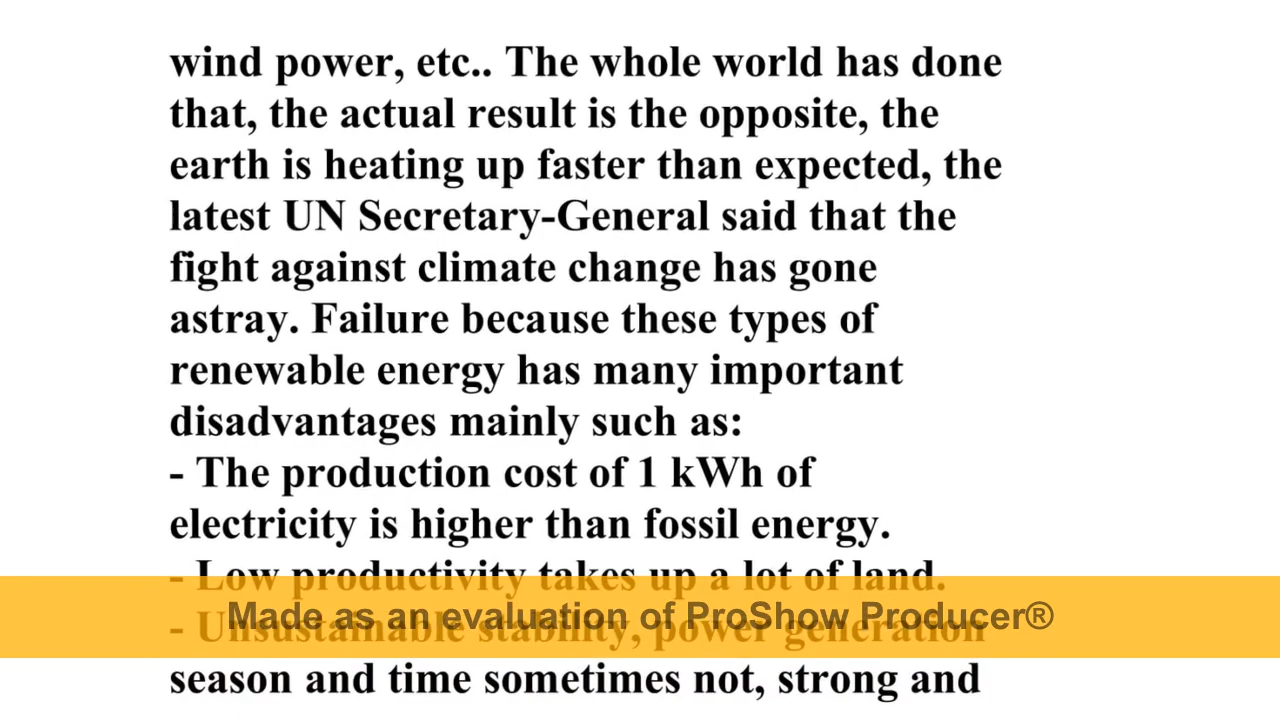 wind power, etc.. The whole world has done
that, the actual result is the opposite, the
earth is heating up faster than expected, the
latest UN Secretary-General said that the
fight against climate change has gone
astray. Failure because these types of
renewable energy has many important
disadvantages mainly such as:
- The production cost of 1 kWh of
electricity is higher than fossil energy.
- Low productivity takes up a lot of land.
Made as an evaluation of ProShow Producer®
- Unsustainable stability, power generation
season and time sometimes not, strong and